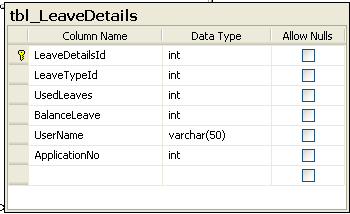 tbl_LeaveDetails
Column Name Data Type Allow Nulls
LeaveDetailsId int
LeaveTypeId int
UsedLeaves int
BalanceLeave int
UserName varchar(50)
ApplicationNo int